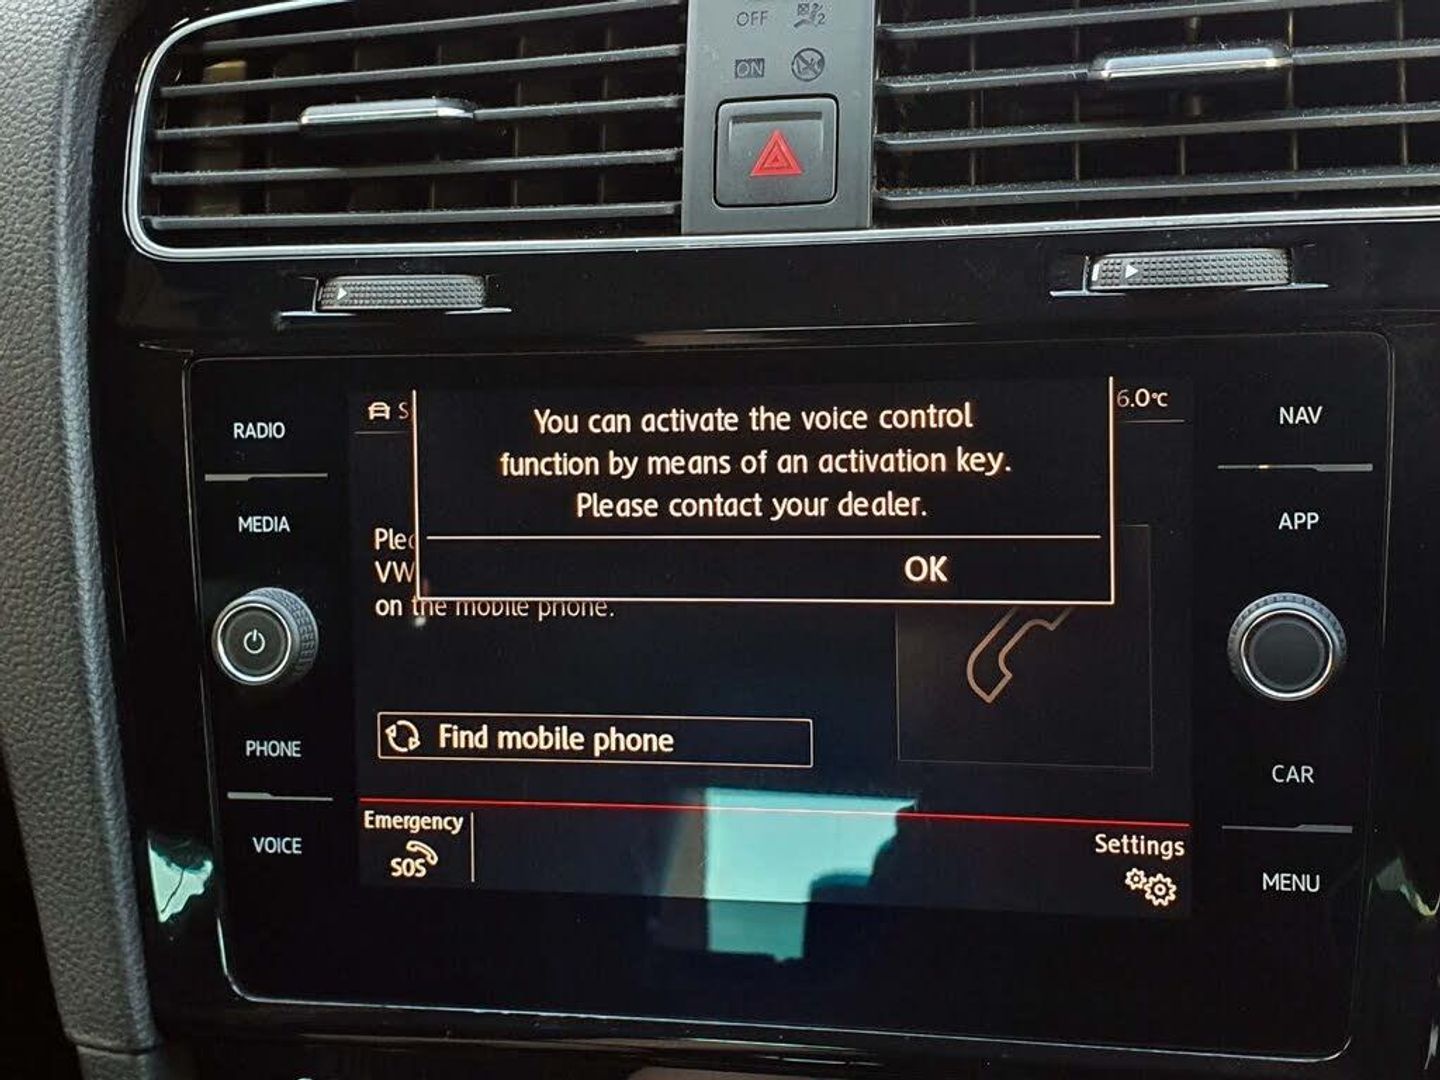 OFF 2
ON
RADIO
MEDIA
PHONE
VOICE
S
6.0°C
You can activate the voice control
function by means of an activation key.
Please contact your dealer.
OK
VW
on the mobile phone.
Find mobile phone
Emergency
SOS
Settings
NAV
APP
CAR
MENU